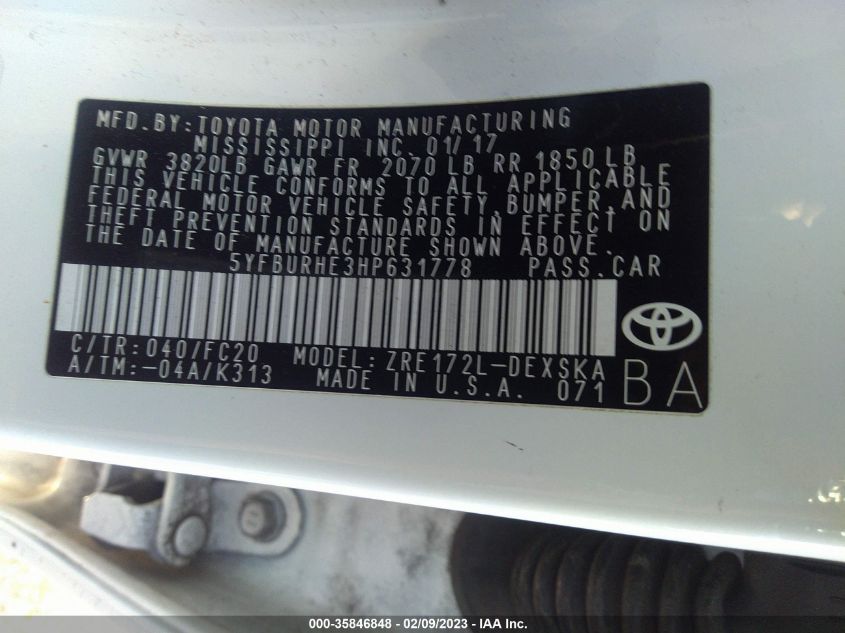 MFD.BY:TOYOTA MOTOR MANUFACTURING
MISSISSIPPI INC. 01/17
GVWR 3820LB GAWR FR 2070 LB RR 1850 LB
THIS VEHICLE CONFORMS TO ALL APPLICABLE
FEDERAL MOTOR VEHICLE SAFETY, BUMPER, AND
THEFT PREVENTION STANDARDS IN EFFECT ON
THE DATE OF MANUFACTURE SHOWN ABOVE.
5YFBURHE3HP631778 PASS.CAR
C/TR: 040/FC20 MODEL: ZRE172L-DEXSKA
A/TM:-04A/K313 MADE IN U.S.A. 071 BA
000-35846848 - 02/09/2023 - IAA Inc.